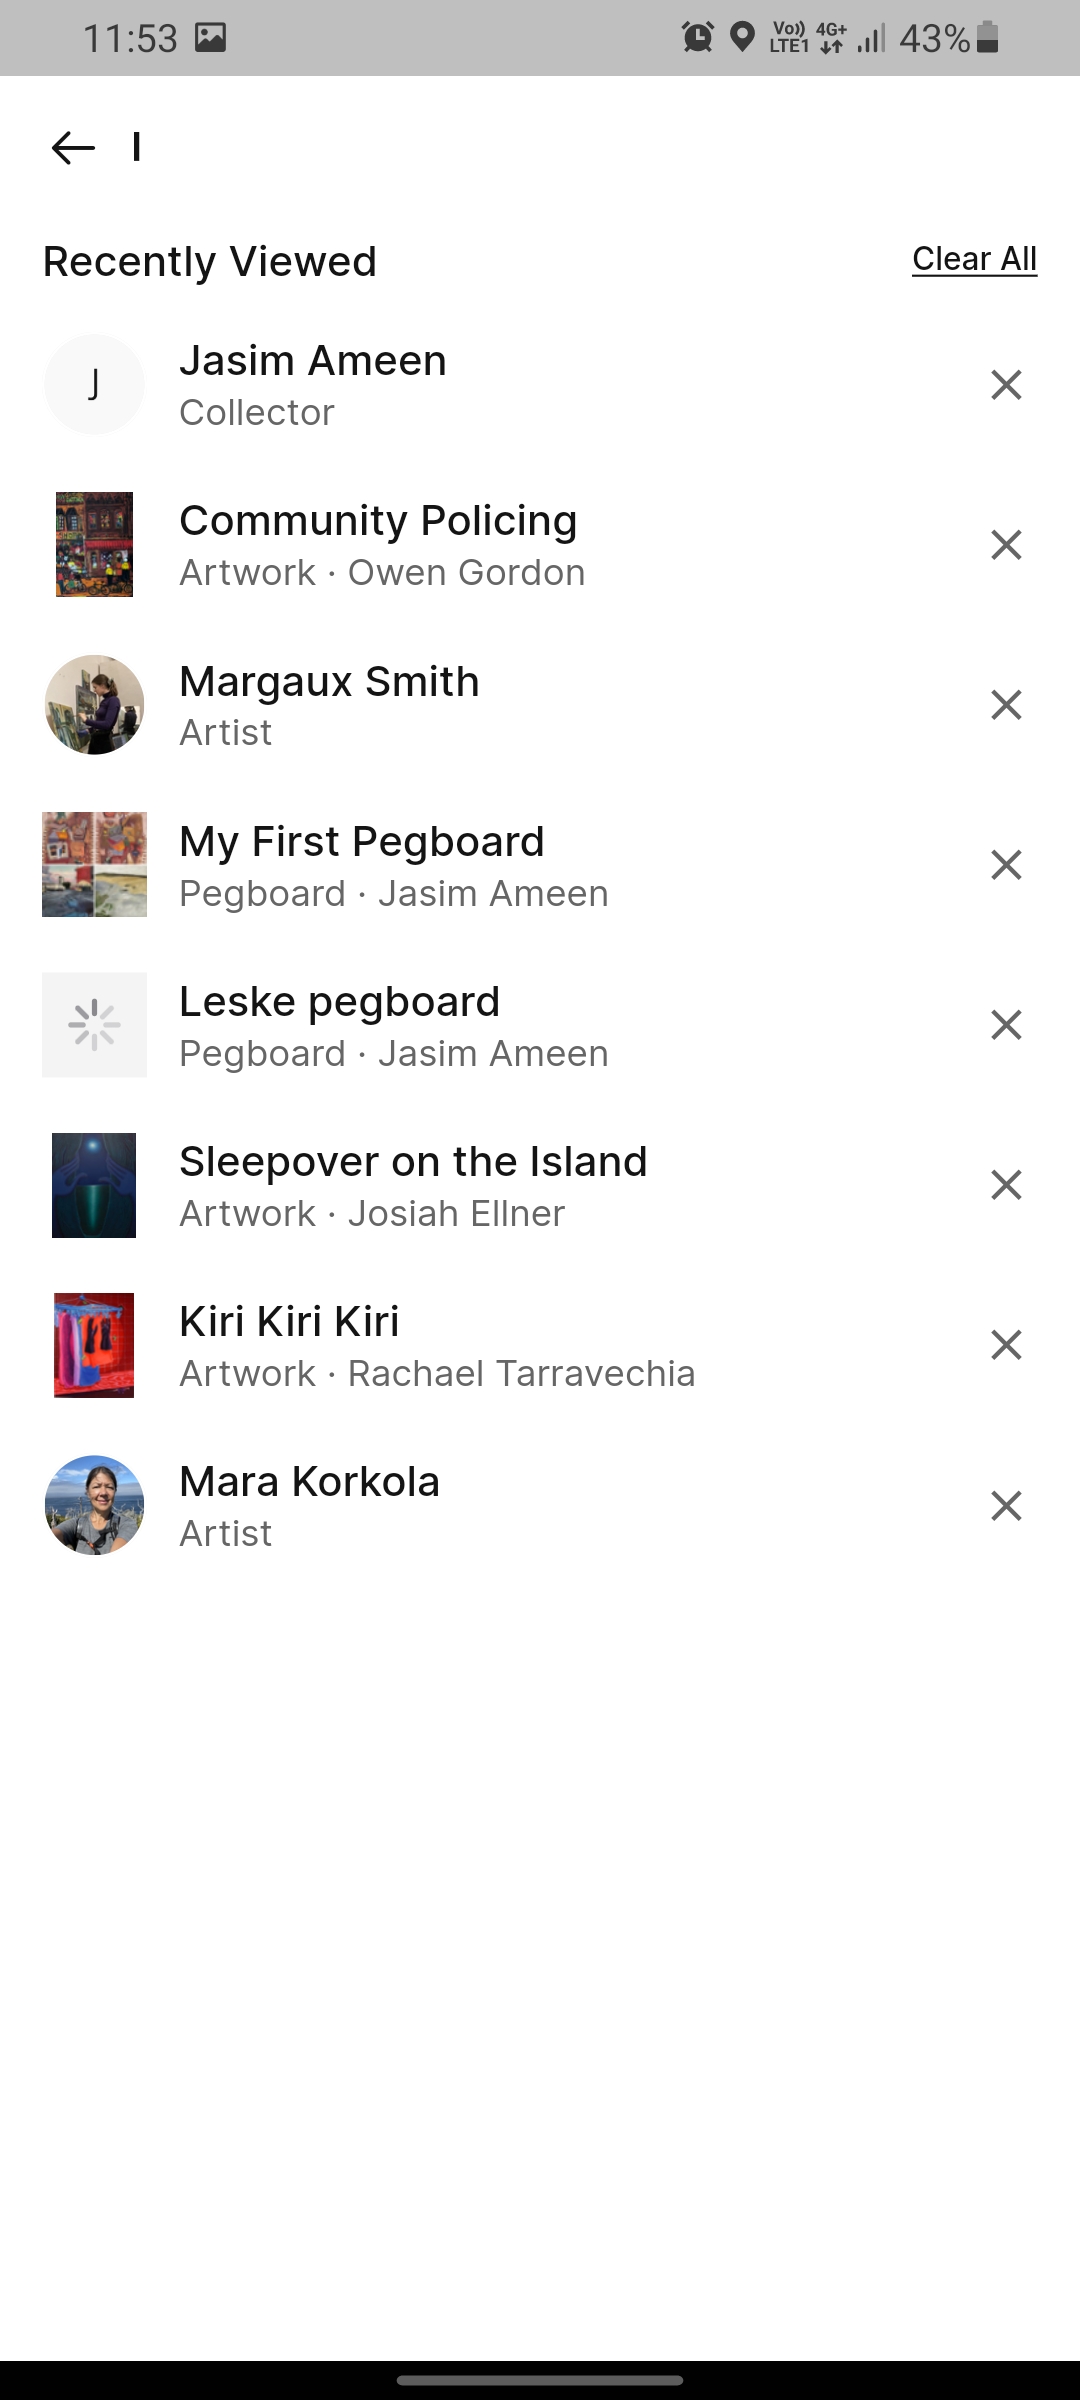 11:53
Vo)) LTE1 4G+ 43%
Recently Viewed
Clear All
J
Jasim Ameen
Collector
Community Policing
Artwork · Owen Gordon
Margaux Smith
Artist
My First Pegboard
Pegboard · Jasim Ameen
Leske pegboard
Pegboard · Jasim Ameen
Sleepover on the Island
Artwork · Josiah Ellner
Kiri Kiri Kiri
Artwork · Rachael Tarravechia
Mara Korkola
Artist